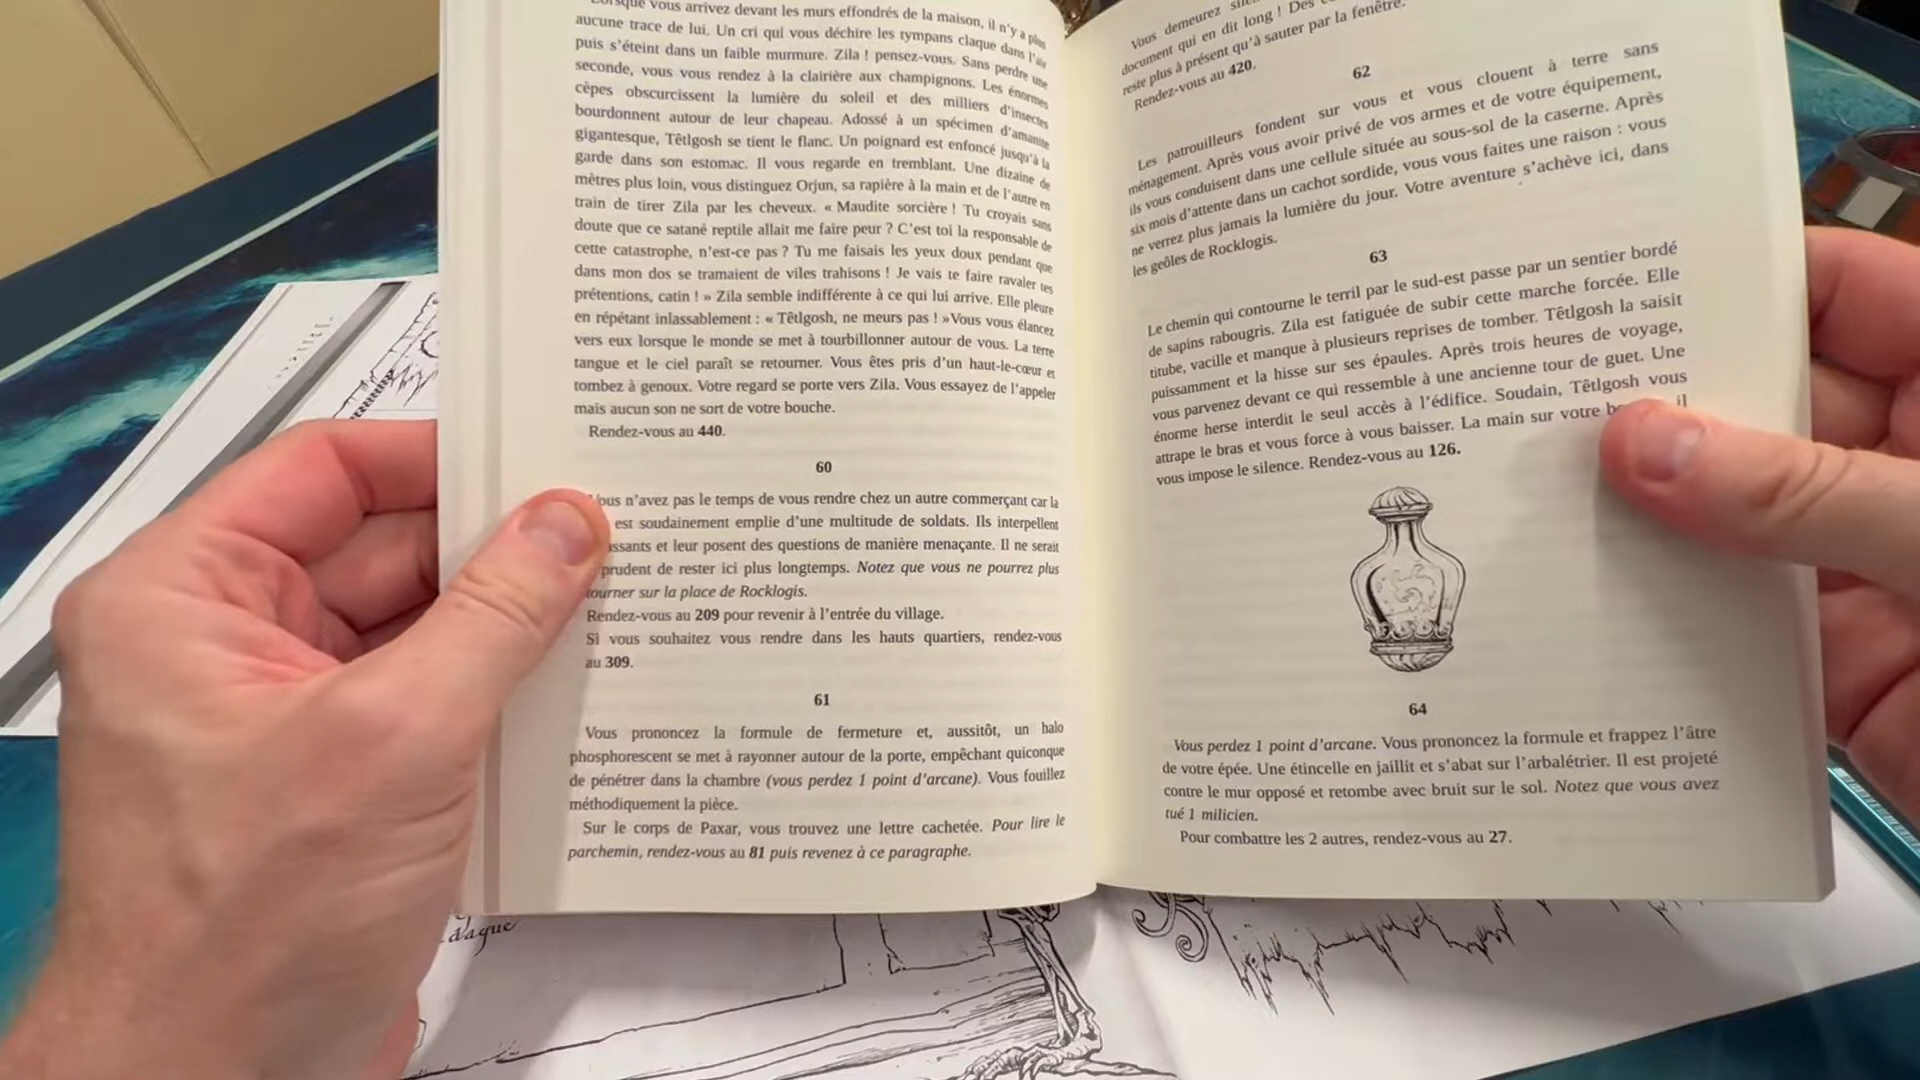 Lorsque vous arrivez devant les murs effondrés de la maison, il n'y a plus
aucune trace de lui. Un cri qui vous déchire les tympans claque dans l'air
puis s'éteint dans un faible murmure. Zila ! pensez-vous. Sans perdre une
seconde, vous vous rendez à la clairière aux champignons. Les énormes
cèpes obscurcissent la lumière du soleil et des milliers d'insectes
bourdonnent autour de leur chapeau. Adossé à un spécimen d'amanite
gigantesque, Têtlgosh se tient le flanc. Un poignard est enfoncé jusqu'à la
garde dans son estomac. Il vous regarde en tremblant. Une dizaine de
mètres plus loin, vous distinguez Orjun, sa rapière à la main et de l'autre en
train de tirer Zila par les cheveux. « Maudite sorcière ! Tu croyais sans
doute que ce satané reptile allait me faire peur ? C'est toi la responsable de
cette catastrophe, n'est-ce pas ? Tu me faisais les yeux doux pendant que
dans mon dos se tramaient de viles trahisons ! Je vais te faire ravaler tes
prétentions, catin ! » Zila semble indifférente à ce qui lui arrive. Elle pleure
en répétant inlassablement : « Têtlgosh, ne meurs pas ! »Vous vous élancez
vers eux lorsque le monde se met à tourbillonner autour de vous. La terre
tangue et le ciel paraît se retourner. Vous êtes pris d'un haut-le-cœur et
tombez à genoux. Votre regard se porte vers Zila. Vous essayez de l'appeler
mais aucun son ne sort de votre bouche.
Rendez-vous au 440.
60
Vous n'avez pas le temps de vous rendre chez un autre commerçant car la
est soudainement emplie d'une multitude de soldats. Ils interpellent
ssants et leur posent des questions de manière menaçante. Il ne serait
prudent de rester ici plus longtemps. Notez que vous ne pourrez plus
tourner sur la place de Rocklogis.
Rendez-vous au 209 pour revenir à l'entrée du village.
Si vous souhaitez vous rendre dans les hauts quartiers, rendez-vous
au 309.
61
Vous prononcez la formule de fermeture et, aussitôt, un halo
phosphorescent se met à rayonner autour de la porte, empêchant quiconque
de pénétrer dans la chambre (vous perdez 1 point d'arcane). Vous fouillez
méthodiquement la pièce.
Sur le corps de Paxar, vous trouvez une lettre cachetée. Pour lire le
parchemin, rendez-vous au 81 puis revenez à ce paragraphe.
Vous demeurez
document qui en dit long ! Des
reste plus à présent qu'à sauter par la fenêtre.
Rendez-vous au 420.
62
Les patrouilleurs fondent sur vous et vous clouent à terre sans
ménagement. Après vous avoir privé de vos armes et de votre équipement,
ils vous conduisent dans une cellule située au sous-sol de la caserne. Après
six mois d'attente dans un cachot sordide, vous vous faites une raison : vous
ne verrez plus jamais la lumière du jour. Votre aventure s'achève ici, dans
les geôles de Rocklogis.
63
Le chemin qui contourne le terril par le sud-est passe par un sentier bordé
de sapins rabougris. Zila est fatiguée de subir cette marche forcée. Elle
titube, vacille et manque à plusieurs reprises de tomber. Têtlgosh la saisit
puissamment et la hisse sur ses épaules. Après trois heures de voyage,
vous parvenez devant ce qui ressemble à une ancienne tour de guet. Une
énorme herse interdit le seul accès à l'édifice. Soudain, Têtlgosh vous
attrape le bras et vous force à vous baisser. La main sur votre il
vous impose le silence. Rendez-vous au 126.
64
Vous perdez 1 point d'arcane. Vous prononcez la formule et frappez l'âtre
de votre épée. Une étincelle en jaillit et s'abat sur l'arbalétrier. Il est projeté
contre le mur opposé et retombe avec bruit sur le sol. Notez que vous avez
tué 1 milicien.
Pour combattre les 2 autres, rendez-vous au 27.
dague